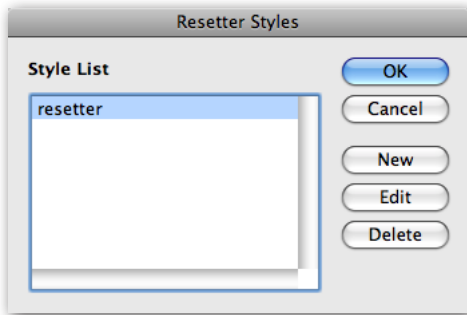 Resetter Styles
Style List
resetter
OK
Cancel
New
Edit
Delete